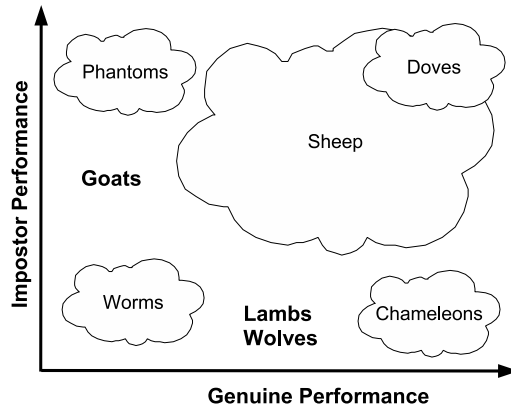 Impostor Performance
Phantoms
Doves
Sheep
Goats
Worms
Lambs
Wolves
Chameleons
Genuine Performance